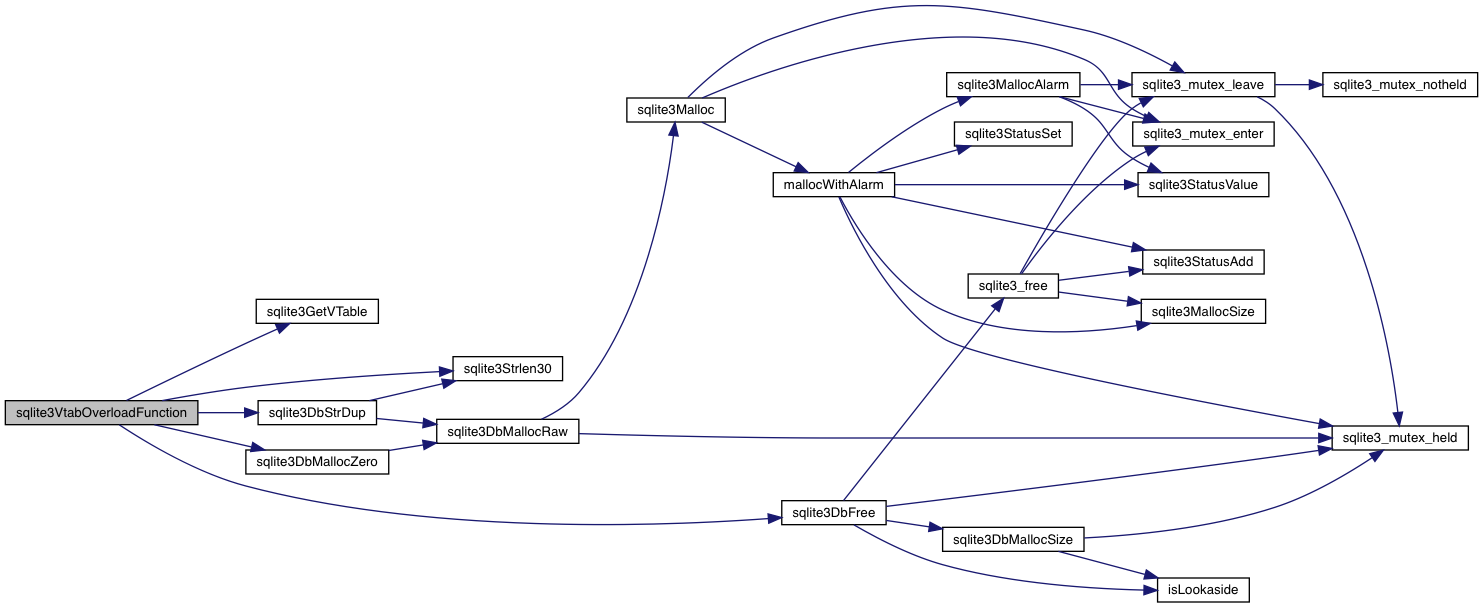 sqlite3VtabOverloadFunction
sqlite3GetVTable
sqlite3Strlen30
sqlite3DbStrDup
sqlite3DbMallocRaw
sqlite3DbMallocZero
sqlite3Malloc
mallocWithAlarm
sqlite3MallocAlarm
sqlite3StatusSet
sqlite3_mutex_leave
sqlite3_mutex_notheld
sqlite3_mutex_enter
sqlite3StatusValue
sqlite3StatusAdd
sqlite3_free
sqlite3MallocSize
sqlite3_mutex_held
sqlite3DbFree
sqlite3DbMallocSize
isLookaside